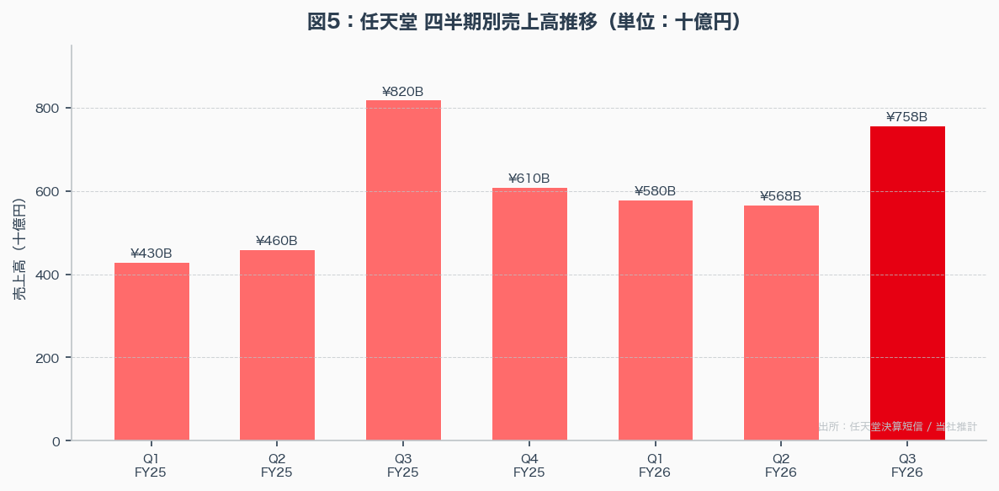 図5：任天堂 四半期別売上高推移（単位：十億円）
売上高（十億円）
800
600
400
200
0
¥430B
¥460B
¥820B
¥610B
¥580B
¥568B
¥758B
出所：任天堂決算短信 / 当社推計
Q1
FY25
Q2
FY25
Q3
FY25
Q4
FY25
Q1
FY26
Q2
FY26
Q3
FY26